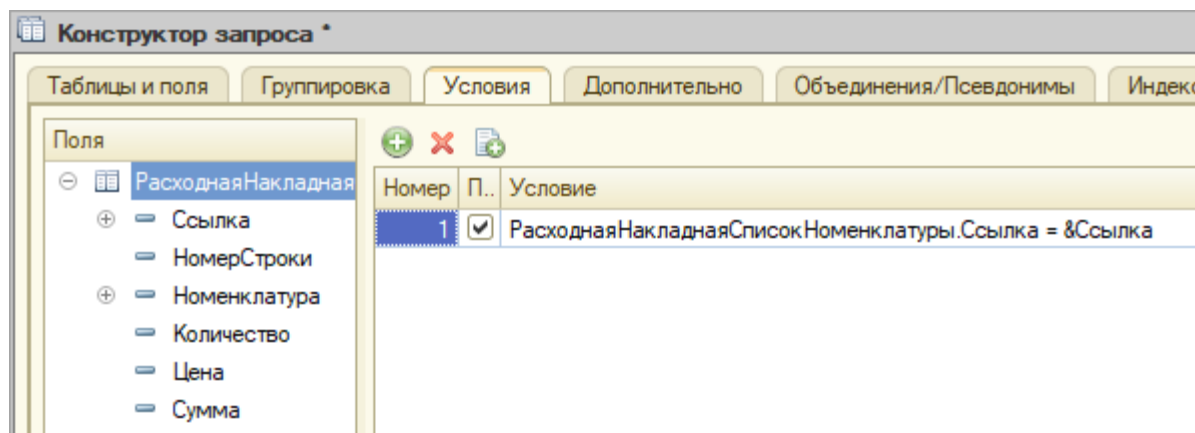 Конструктор запроса *
Таблицы и поля Группировка Условия Дополнительно Объединения/Псевдонимы Индекс
Поля
РасходнаяНакладная
Номер П.. Условие
Ссылка
1 РасходнаяНакладнаяСписокНоменклатуры.Ссылка = &Ссылка
НомерСтроки
Номенклатура
Количество
Цена
Сумма